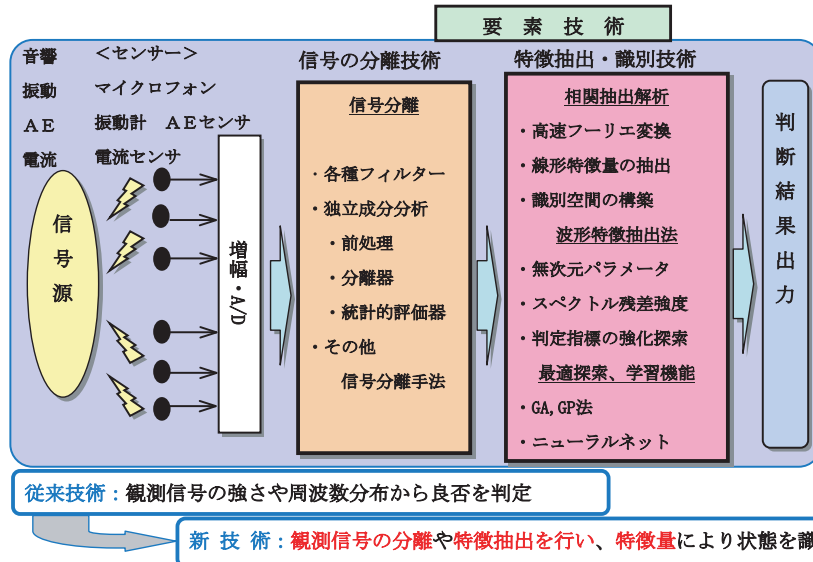 要 素 技 術
音響 <センサー>
振動 マイクロフォン
ＡＥ 振動計 ＡＥセンサ
電流 電流センサ
信号源
増幅・A/D
信号の分離技術
信号分離
・各種フィルター
・独立成分分析
・前処理
・分離器
・統計的評価器
・その他
信号分離手法
特徴抽出・識別技術
相関抽出解析
・高速フーリエ変換
・線形特徴量の抽出
・識別空間の構築
波形特徴抽出法
・無次元パラメータ
・スペクトル残差強度
・判定指標の強化探索
最適探索、学習機能
・GA,GP法
・ニューラルネット
判断結果出力
従来技術：観測信号の強さや周波数分布から良否を判定
新 技 術：観測信号の分離や特徴抽出を行い、特徴量により状態を識